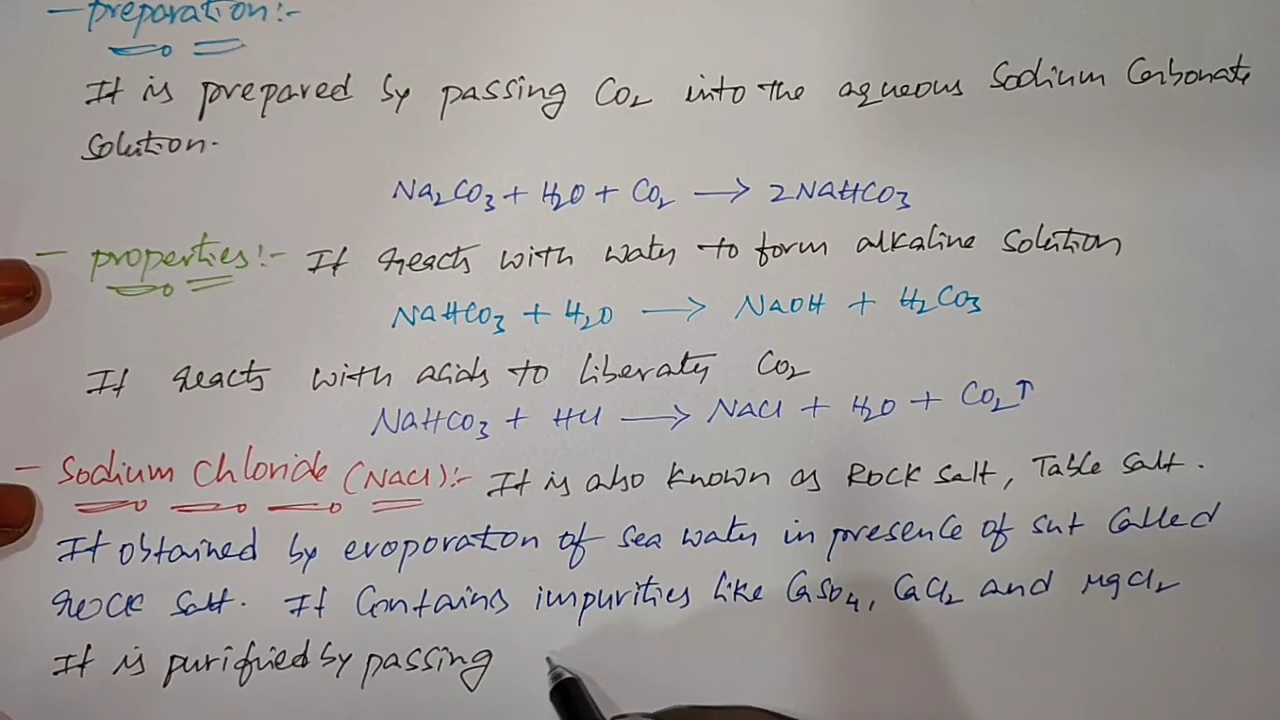 - preparation:-
It is prepared by passing CO2 into the aqueous Sodium Carbonate
Solution.
Na2CO3 + H2O + CO2 → 2NaHCO3
- properties:- It reacts with water to form alkaline Solution
NaHCO3 + H2O → NaOH + H2CO3
It reacts with acids to liberate CO2
NaHCO3 + HCl → NaCl + H2O + CO2↑
- Sodium Chloride (NaCl):- It is also known as Rock Salt, Table Salt.
It obtained by evoporation of sea water in presence of sut Called
rock Salt. It Contains impurities like CaSO4, CaCl2 and MgCl2
It is purified by passing